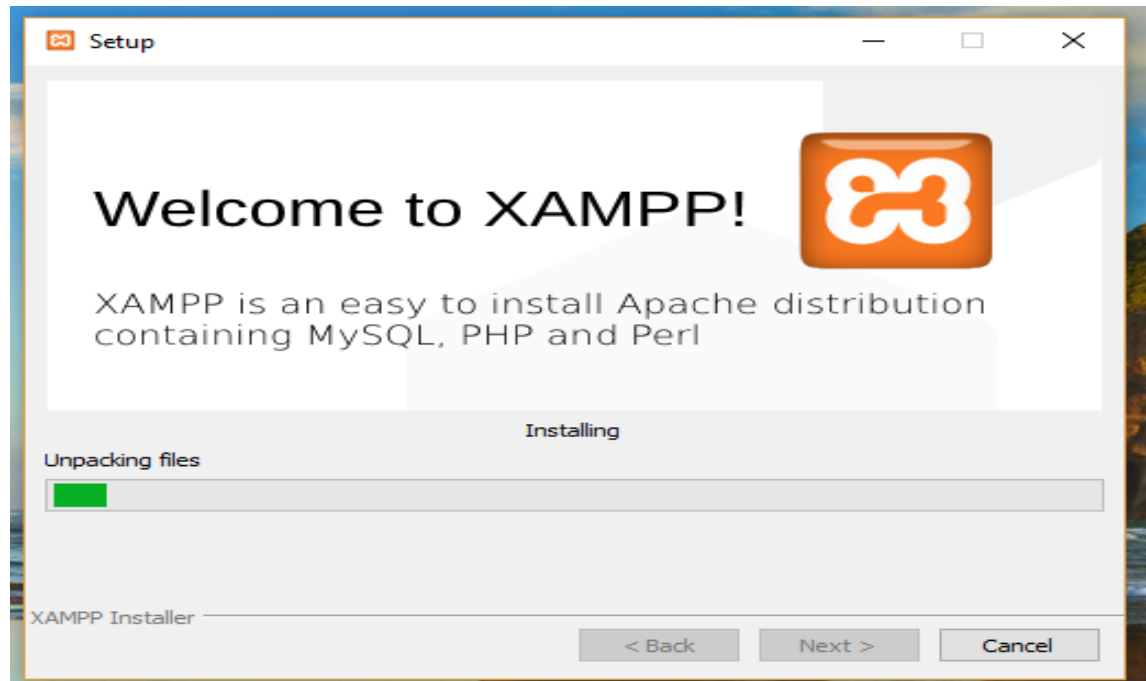 Setup
Welcome to XAMPP!
XAMPP is an easy to install Apache distribution
containing MySQL, PHP and Perl
Installing
Unpacking files
XAMPP Installer
< Back
Next >
Cancel